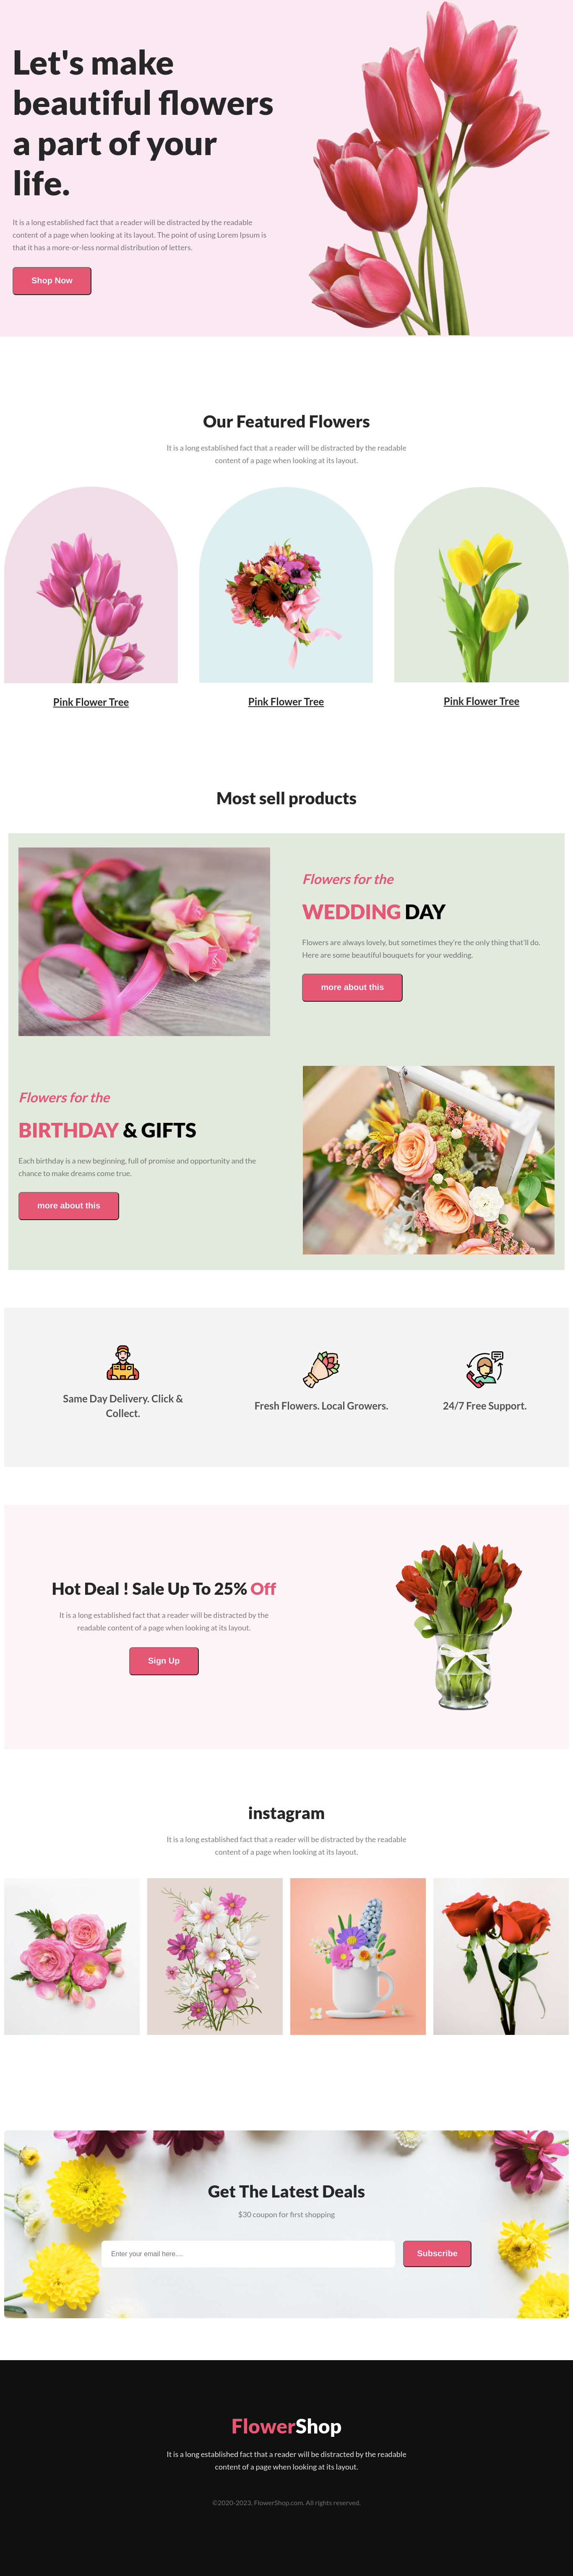 Let's make
beautiful flowers
a part of your
life.
It is a long established fact that a reader will be distracted by the readable
content of a page when looking at its layout. The point of using Lorem Ipsum is
that it has a more-or-less normal distribution of letters.
Shop Now
Our Featured Flowers
It is a long established fact that a reader will be distracted by the readable
content of a page when looking at its layout.
Pink Flower Tree
Pink Flower Tree
Pink Flower Tree
Most sell products
Flowers for the
WEDDING DAY
Flowers are always lovely, but sometimes they're the only thing that'll do.
Here are some beautiful bouquets for your wedding.
more about this
Flowers for the
BIRTHDAY & GIFTS
Each birthday is a new beginning, full of promise and opportunity and the
chance to make dreams come true.
more about this
Same Day Delivery. Click &
Collect.
Fresh Flowers. Local Growers.
24/7 Free Support.
Hot Deal ! Sale Up To 25% Off
It is a long established fact that a reader will be distracted by the
readable content of a page when looking at its layout.
Sign Up
instagram
It is a long established fact that a reader will be distracted by the readable
content of a page when looking at its layout.
Get The Latest Deals
$30 coupon for first shopping
Enter your email here....
Subscribe
FlowerShop
It is a long established fact that a reader will be distracted by the readable
content of a page when looking at its layout.
©2020-2023, FlowerShop.com. All rights reserved.